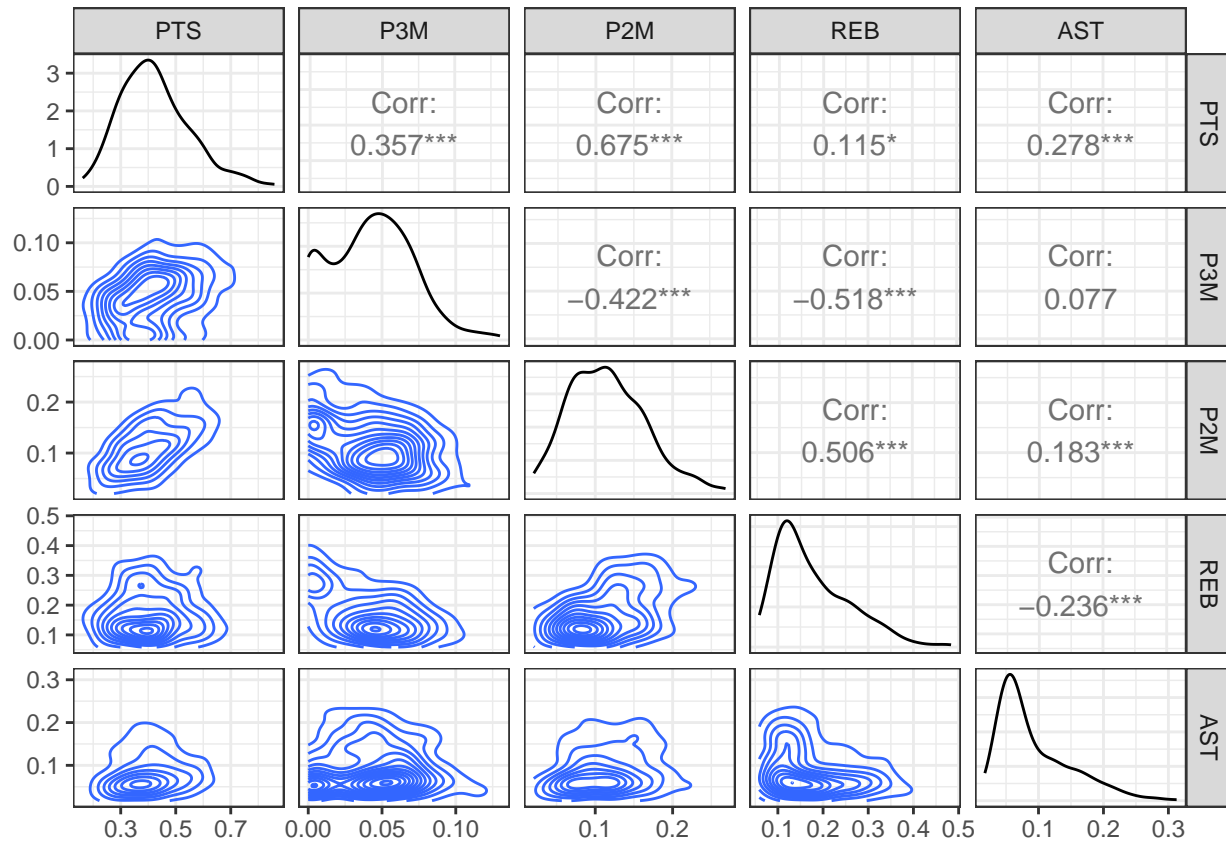 PTS P3M P2M REB AST
3
2
1
0
Corr:
0.357***
Corr:
0.675***
Corr:
0.115*
Corr:
0.278***
PTS
0.10
0.05
0.00
Corr:
−0.422***
Corr:
−0.518***
Corr:
0.077
P3M
0.2
0.1
Corr:
0.506***
Corr:
0.183***
P2M
0.5
0.4
0.3
0.2
0.1
Corr:
−0.236***
REB
0.3
0.2
0.1
AST
0.3 0.5 0.7 0.00 0.05 0.10 0.1 0.2 0.1 0.2 0.3 0.4 0.5 0.1 0.2 0.3